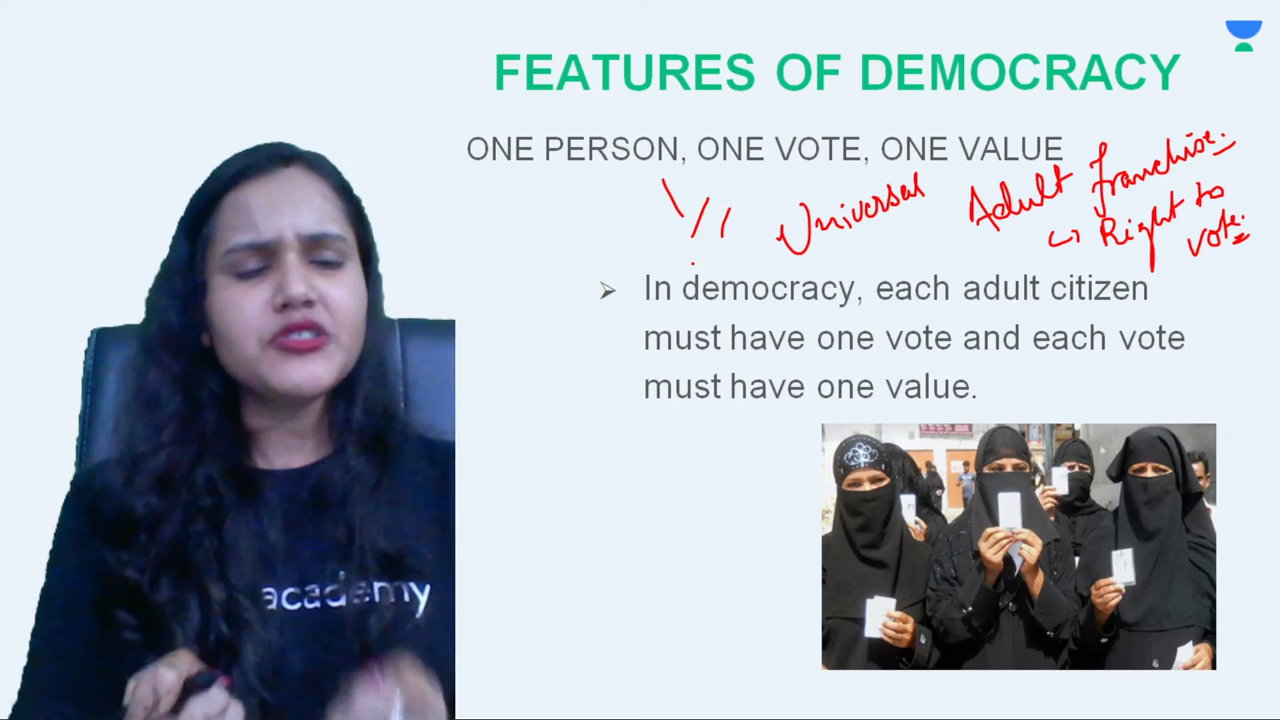 FEATURES OF DEMOCRACY
ONE PERSON, ONE VOTE, ONE VALUE
Universal Adult franchise.
↳ Right to
vote.
➢ In democracy, each adult citizen
must have one vote and each vote
must have one value.
academy